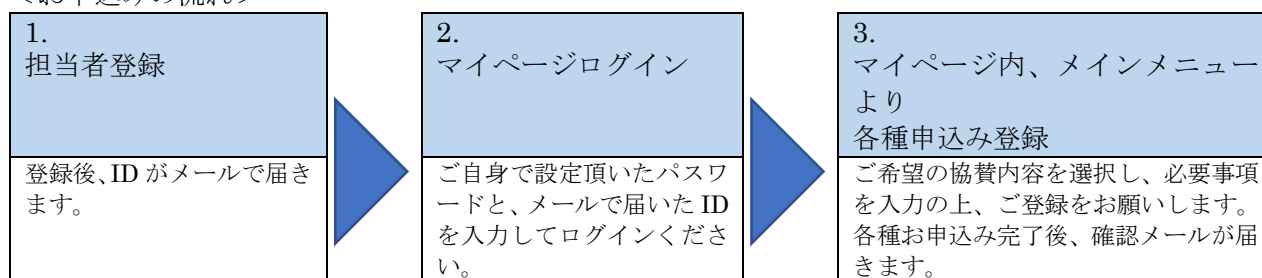 1.
担当者登録
登録後、ID がメールで届き
ます。
2.
マイページログイン
ご自身で設定頂いたパスワ
ードと、メールで届いた ID
を入力してログインくださ
い。
3.
マイページ内、メインメニュー
より
各種申込み登録
ご希望の協賛内容を選択し、必要事項
を入力の上、ご登録をお願いします。
各種お申込み完了後、確認メールが届
きます。